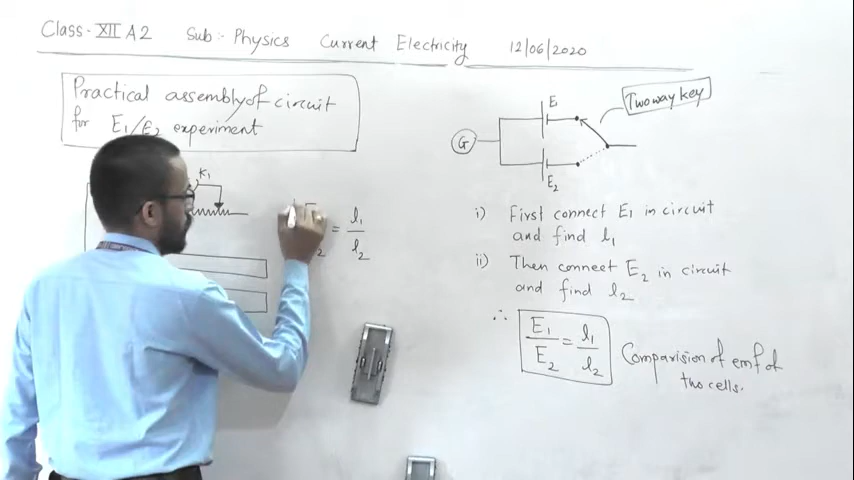 Class-XII A2 Sub:- Physics Current Electricity 12/06/2020
Practical assembly of circuit
for E1/E2 experiment
K1
= l1
2 l2
G
E1
E2
Two way key
i) First connect E1 in circuit
and find l1
ii) Then connect E2 in circuit
and find l2
∴ E1/E2 = l1/l2
Comparision of emf of
two cells.